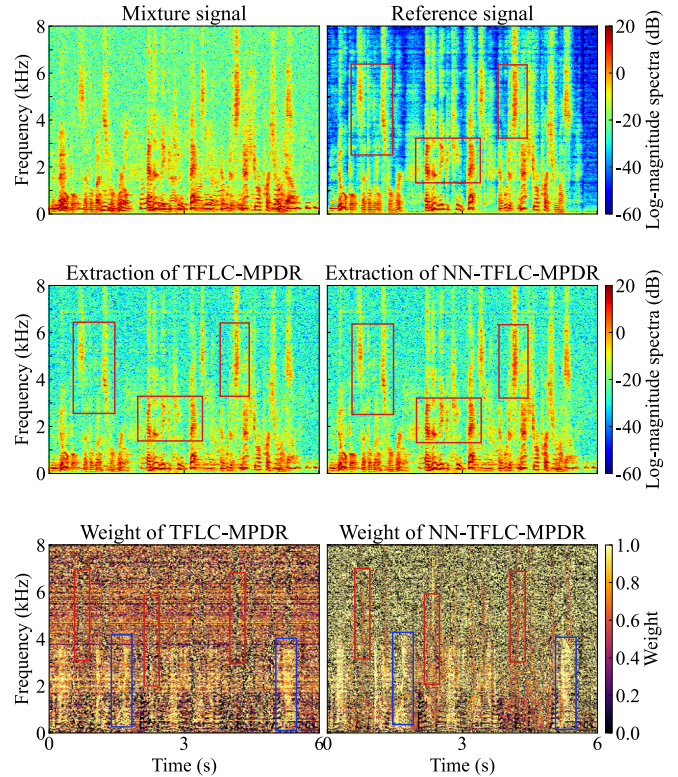 Mixture signal
Reference signal
Frequency (kHz)
8
6
4
2
0
Log-magnitude spectra (dB)
20
0
-20
-40
-60
Extraction of TFLC-MPDR
Extraction of NN-TFLC-MPDR
Frequency (kHz)
8
6
4
2
0
Log-magnitude spectra (dB)
20
0
-20
-40
-60
Weight of TFLC-MPDR
Weight of NN-TFLC-MPDR
Frequency (kHz)
8
6
4
2
0
Weight
1.0
0.8
0.6
0.4
0.2
0.0
0 3 6
0 3 6
Time (s)
Time (s)